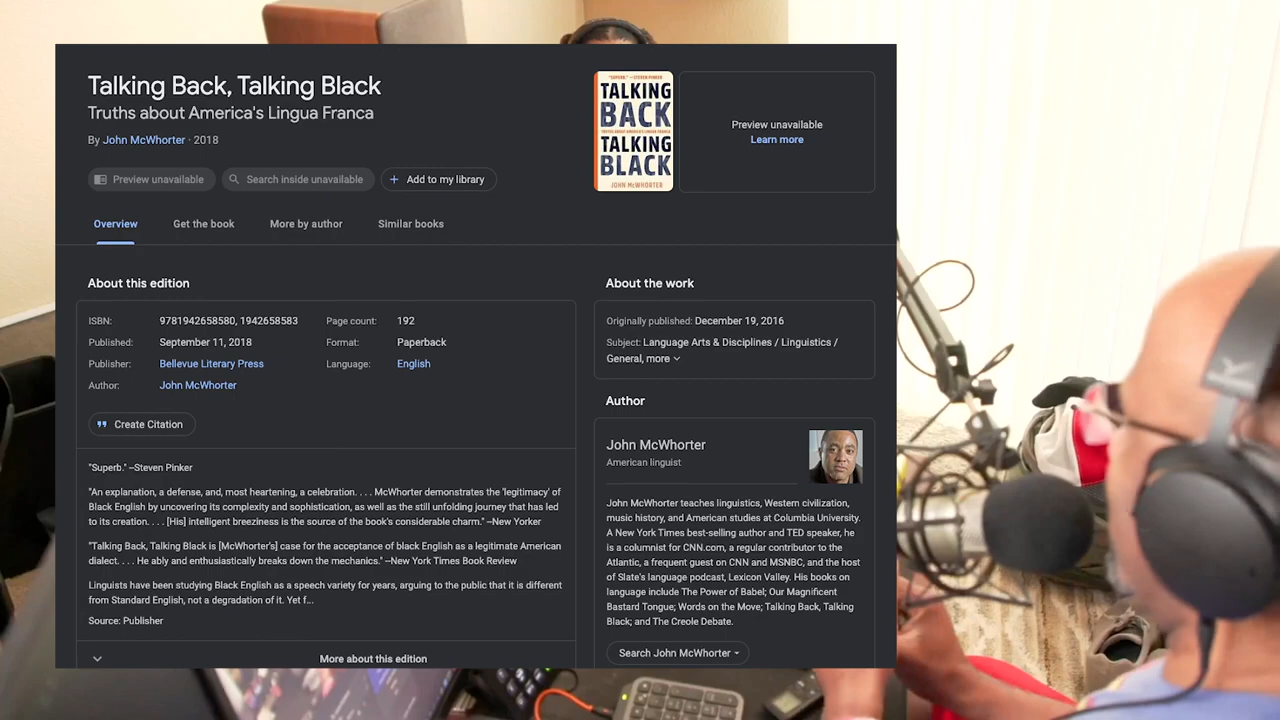 Talking Back, Talking Black
Truths about America's Lingua Franca
By John McWhorter · 2018
Preview unavailable
Search inside unavailable
+ Add to my library
"SUPERB." —STEVEN PINKER
TALKING
BACK
TRUTHS ABOUT AMERICA'S LINGUA FRANCA
TALKING
BLACK
JOHN McWHORTER
Preview unavailable
Learn more
Overview
Get the book
More by author
Similar books
About this edition
ISBN: 9781942658580, 1942658583
Page count: 192
Published: September 11, 2018
Format: Paperback
Publisher: Bellevue Literary Press
Language: English
Author: John McWhorter
Create Citation
"Superb." –Steven Pinker
"An explanation, a defense, and, most heartening, a celebration. . . . McWhorter demonstrates the 'legitimacy' of
Black English by uncovering its complexity and sophistication, as well as the still unfolding journey that has led
to its creation. . . . [His] intelligent breeziness is the source of the book's considerable charm." –New Yorker
"Talking Back, Talking Black is [McWhorter's] case for the acceptance of black English as a legitimate American
dialect. . . . He ably and enthusiastically breaks down the mechanics." –New York Times Book Review
Linguists have been studying Black English as a speech variety for years, arguing to the public that it is different
from Standard English, not a degradation of it. Yet f...
Source: Publisher
More about this edition
About the work
Originally published: December 19, 2016
Subject: Language Arts & Disciplines / Linguistics /
General, more
Author
John McWhorter
American linguist
John McWhorter teaches linguistics, Western civilization,
music history, and American studies at Columbia University.
A New York Times best-selling author and TED speaker, he
is a columnist for CNN.com, a regular contributor to the
Atlantic, a frequent guest on CNN and MSNBC, and the host
of Slate's language podcast, Lexicon Valley. His books on
language include The Power of Babel; Our Magnificent
Bastard Tongue; Words on the Move; Talking Back, Talking
Black; and The Creole Debate.
Search John McWhorter